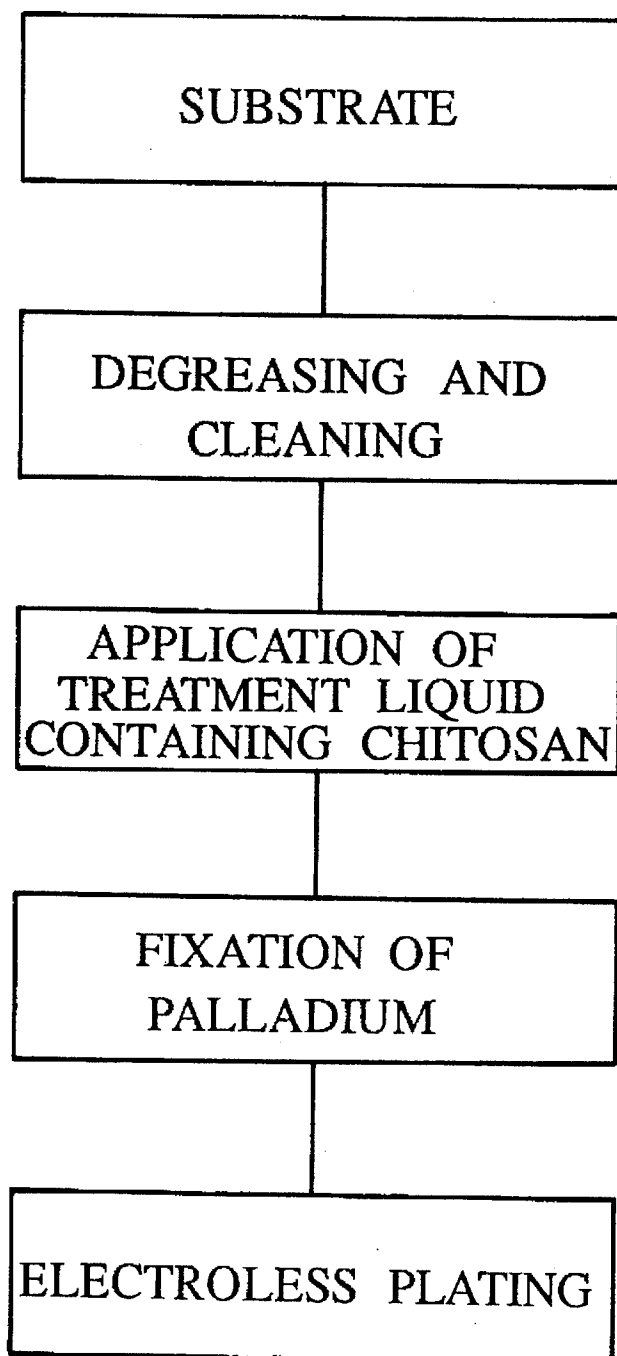 SUBSTRATE
DEGREASING AND
CLEANING
APPLICATION OF
TREATMENT LIQUID
CONTAINING CHITOSAN
FIXATION OF
PALLADIUM
ELECTROLESS PLATING